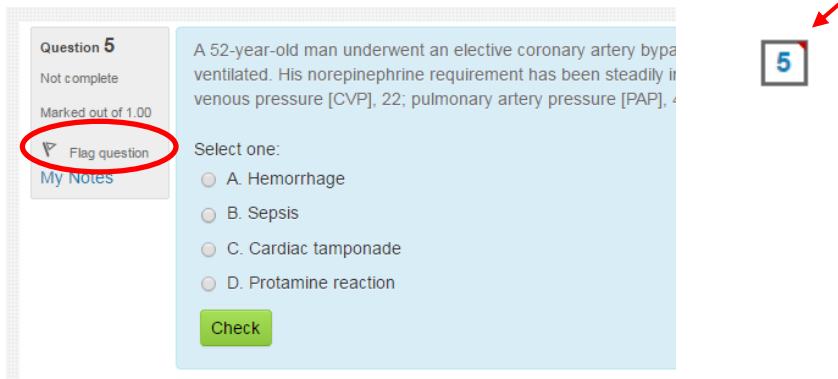 Question 5
Not complete
Marked out of 1.00
Flag question
My Notes
A 52-year-old man underwent an elective coronary artery bypa
ventilated. His norepinephrine requirement has been steadily
venous pressure [CVP], 22; pulmonary artery pressure [PAP],
Select one:
A. Hemorrhage
B. Sepsis
C. Cardiac tamponade
D. Protamine reaction
Check
5